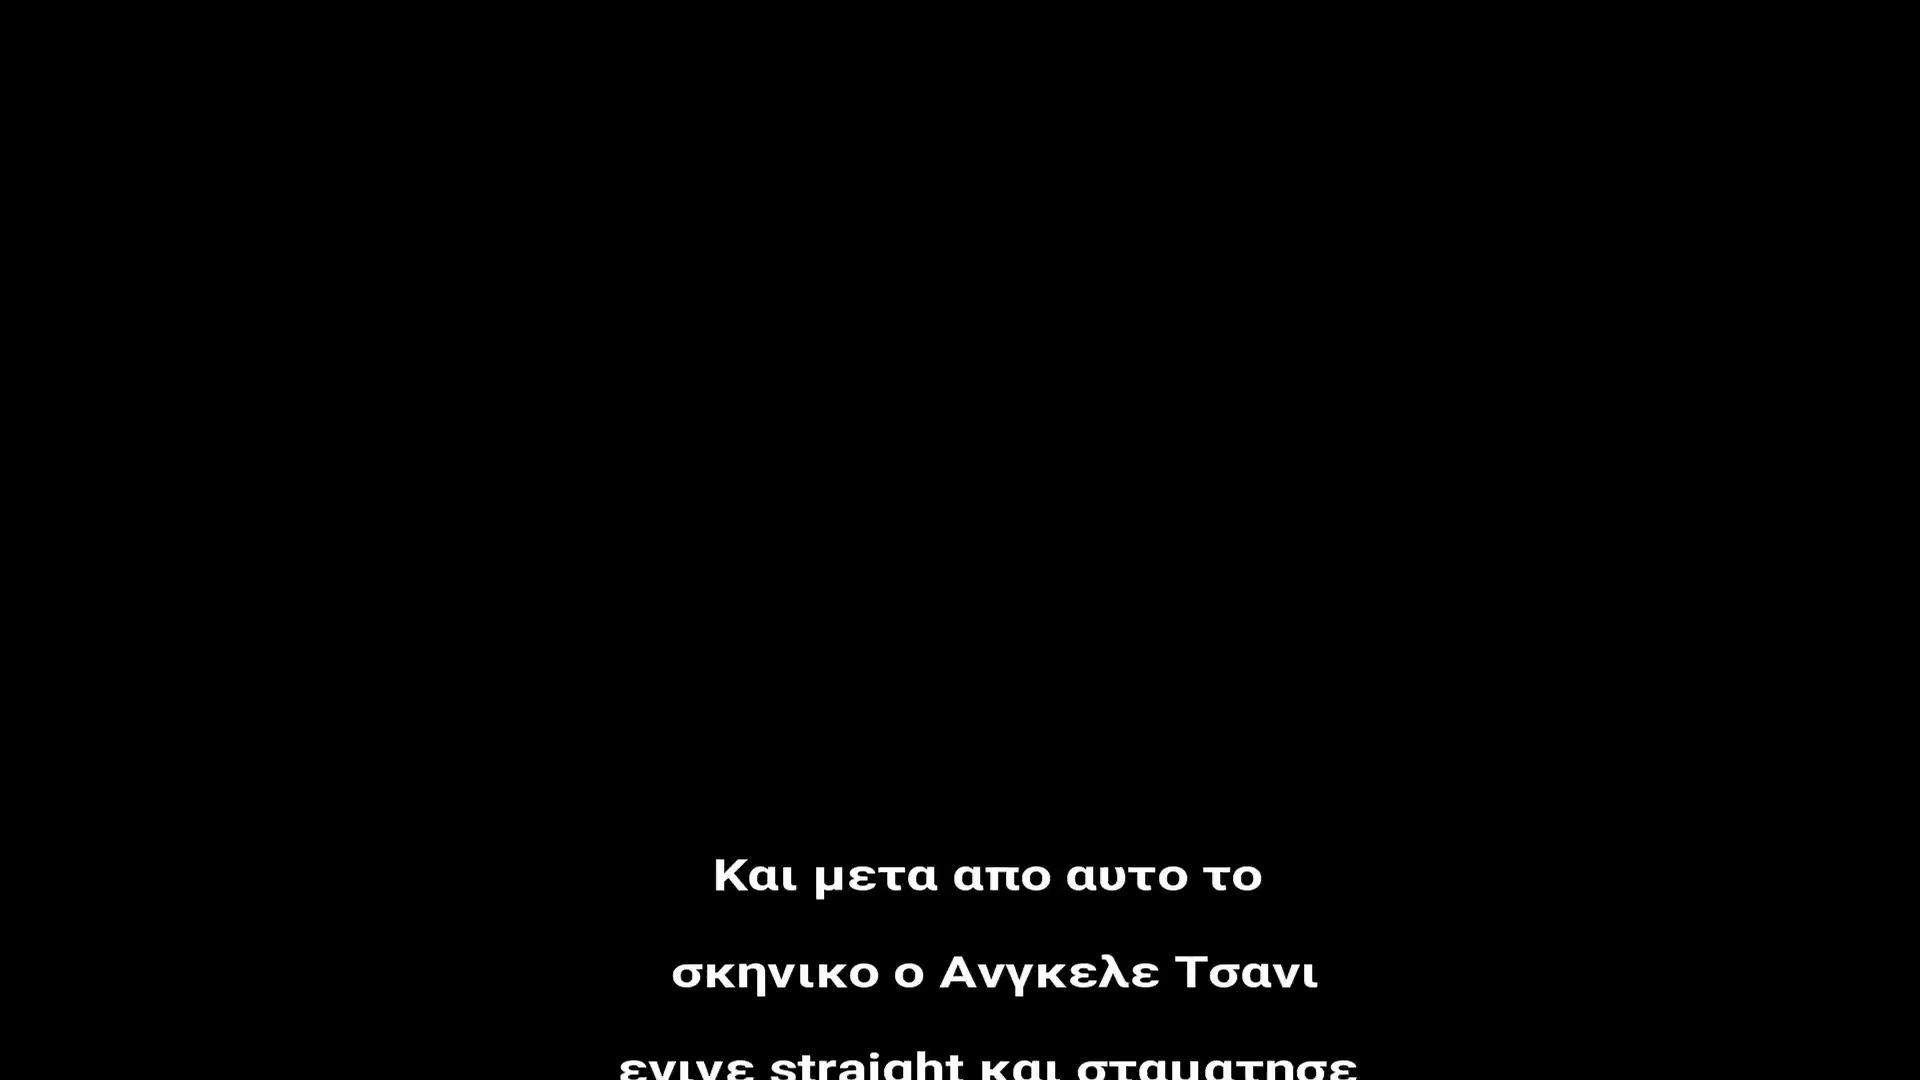 Και μετα απο αυτο το
σκηνικο ο Ανγκελε Τσανι
εγινε straight και σταματησε